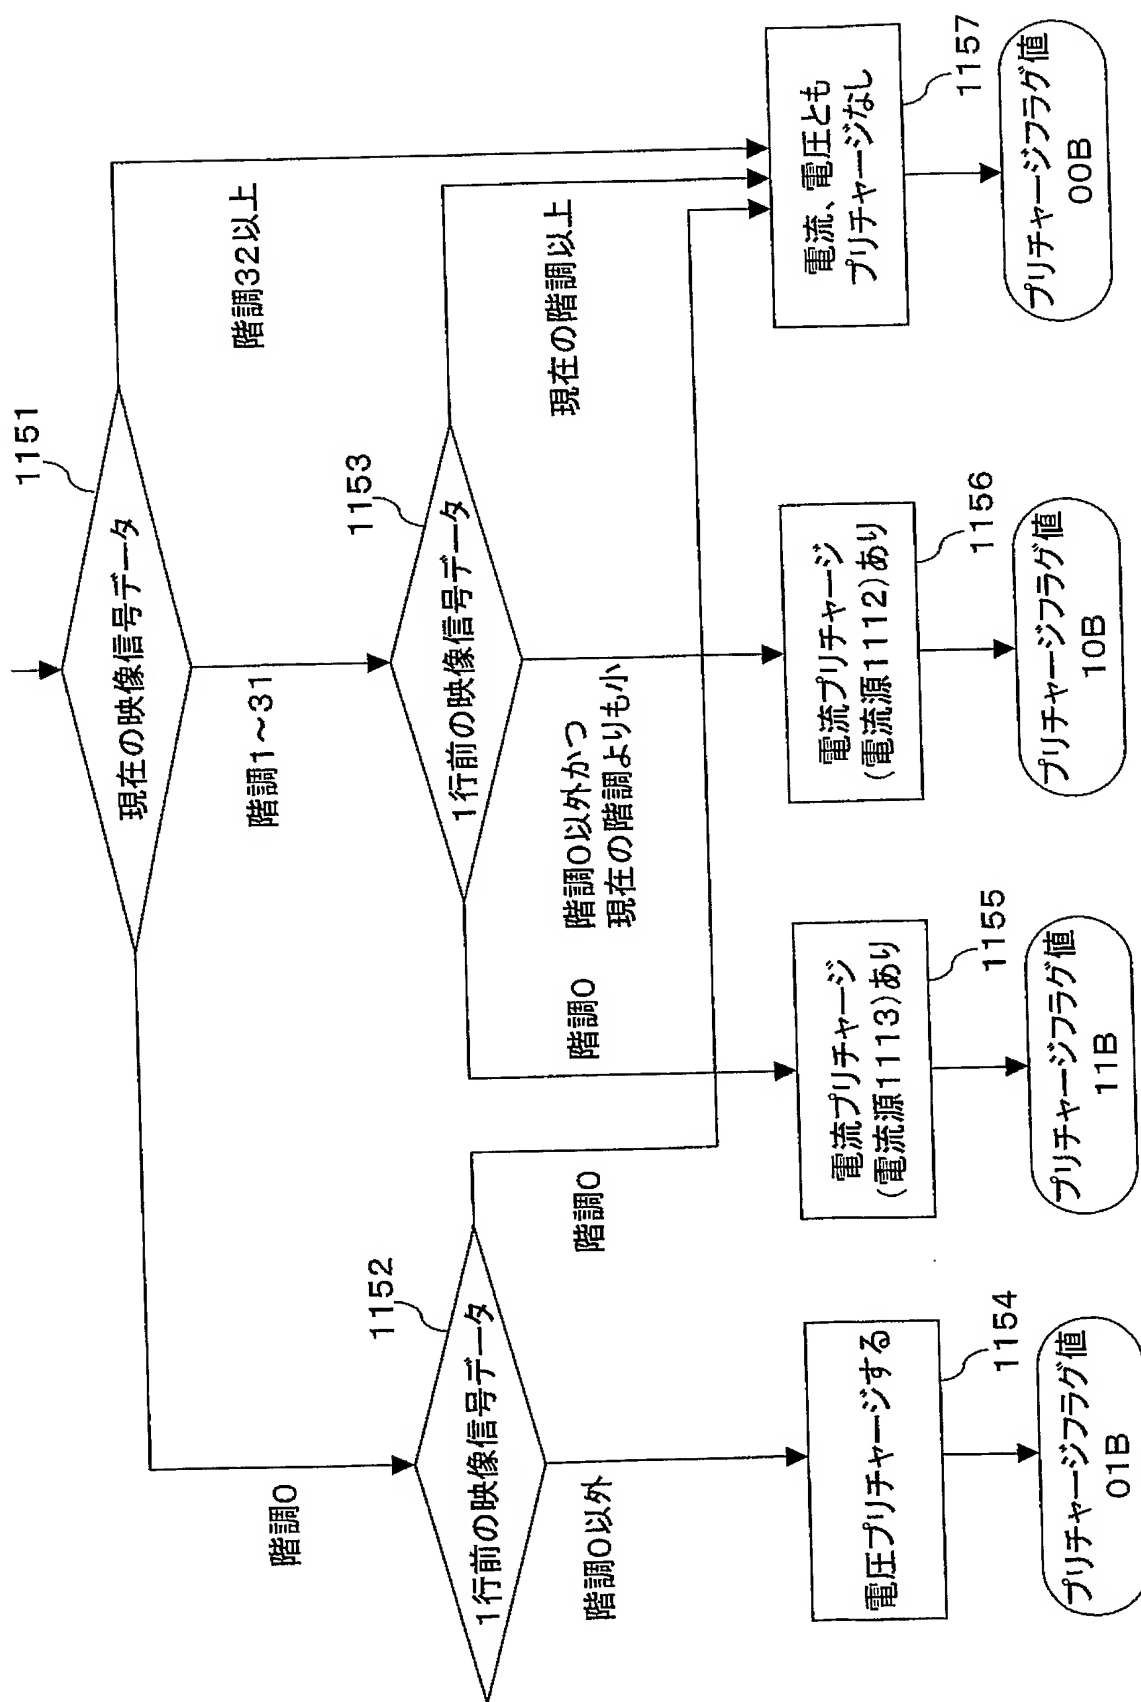 1151
現在の映像信号データ
階調0
階調1~31
階調32以上
1152
1行前の映像信号データ
1153
1行前の映像信号データ
階調0以外
階調0
階調0
階調0以外かつ
現在の階調よりも小
現在の階調以上
電圧プリチャージする
1154
電流プリチャージ
(電流源1113)あり
1155
電流プリチャージ
(電流源1112)あり
1156
電流、電圧とも
プリチャージなし
1157
プリチャージフラグ値
01B
プリチャージフラグ値
11B
プリチャージフラグ値
10B
プリチャージフラグ値
00B